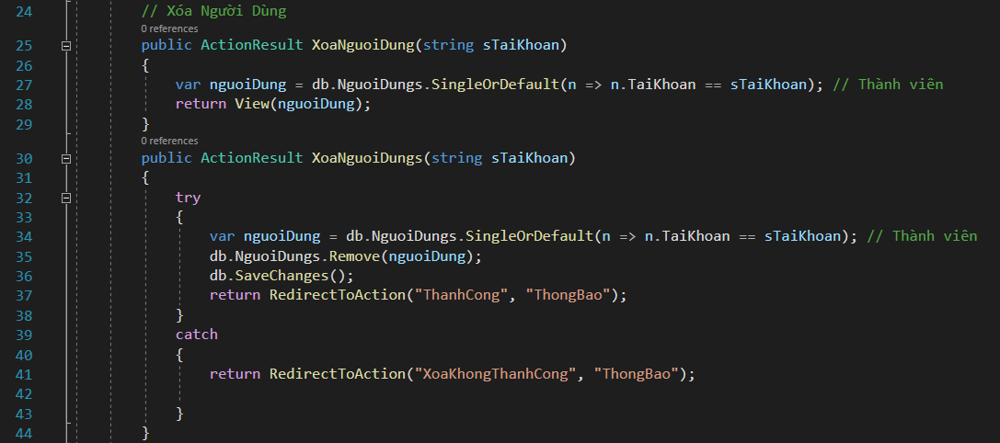 24 // Xóa Người Dùng
0 references
25 public ActionResult XoaNguoiDung(string sTaiKhoan)
26 {
27 var nguoiDung = db.NguoiDungs.SingleOrDefault(n => n.TaiKhoan == sTaiKhoan); // Thành viên
28 return View(nguoiDung);
29 }
0 references
30 public ActionResult XoaNguoiDungs(string sTaiKhoan)
31 {
32 try
33 {
34 var nguoiDung = db.NguoiDungs.SingleOrDefault(n => n.TaiKhoan == sTaiKhoan); // Thành viên
35 db.NguoiDungs.Remove(nguoiDung);
36 db.SaveChanges();
37 return RedirectToAction("ThanhCong", "ThongBao");
38 }
39 catch
40 {
41 return RedirectToAction("XoaKhongThanhCong", "ThongBao");
42
43 }
44 }